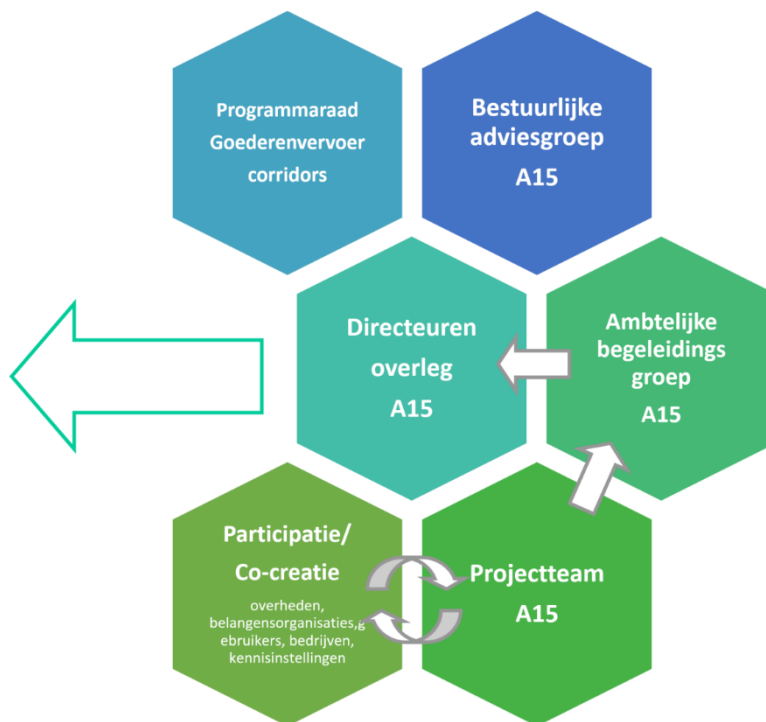 Programmaraad
Goederenvervoer
corridors
Bestuurlijke
adviesgroep
A15
Directeuren
overleg
A15
Ambtelijke
begeleidings
groep
A15
Participatie/
Co-creatie
overheden,
belangensorganisaties,g
ebruikers, bedrijven,
kennisinstellingen
Projectteam
A15